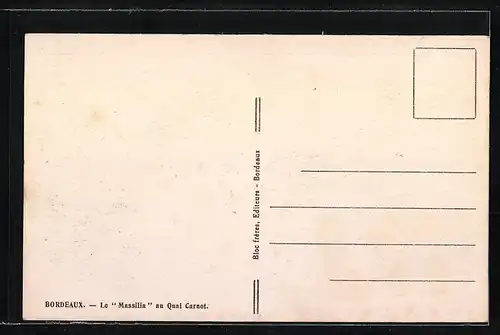 Bloc frères, Editeurs - Bordeaux
BORDEAUX. — Le "Massilia" au Quai Carnot.